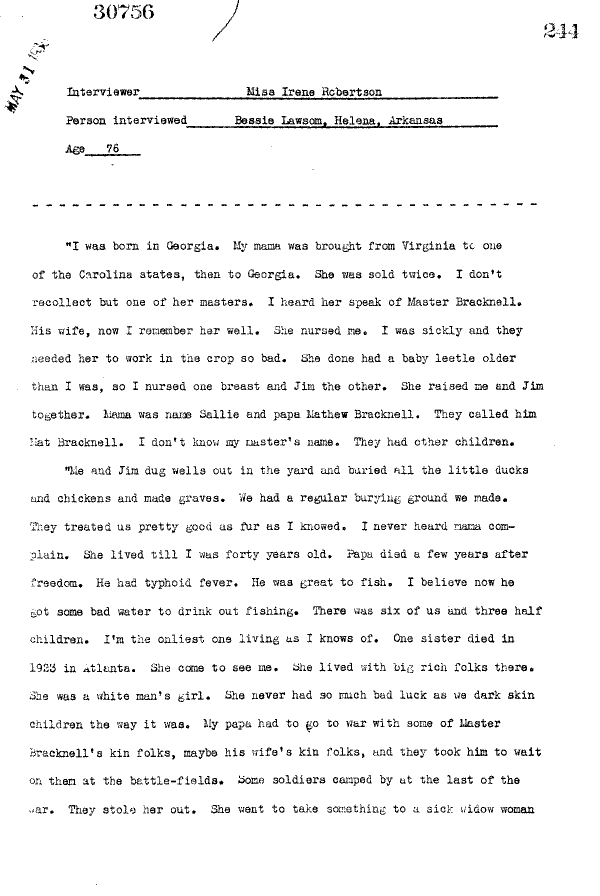 30756
244
MAY 31 193
Interviewer Miss Irene Robertson
Person interviewed Bessie Lawsom, Helena, Arkansas
Age 76
"I was born in Georgia. My mama was brought from Virginia to one
of the Carolina states, then to Georgia. She was sold twice. I don't
recollect but one of her masters. I heard her speak of Master Bracknell.
His wife, now I remember her well. She nursed me. I was sickly and they
needed her to work in the crop so bad. She done had a baby leetle older
than I was, so I nursed one breast and Jim the other. She raised me and Jim
together. Mama was name Sallie and papa Mathew Bracknell. They called him
Mat Bracknell. I don't know my master's name. They had other children.
"Me and Jim dug wells out in the yard and buried all the little ducks
and chickens and made graves. We had a regular burying ground we made.
They treated us pretty good as fur as I knowed. I never heard mama com-
plain. She lived till I was forty years old. Papa died a few years after
freedom. He had typhoid fever. He was great to fish. I believe now he
got some bad water to drink out fishing. There was six of us and three half
children. I'm the onliest one living as I knows of. One sister died in
1923 in Atlanta. She come to see me. She lived with big rich folks there.
She was a white man's girl. She never had so much bad luck as we dark skin
children the way it was. My papa had to go to war with some of Master
Bracknell's kin folks, maybe his wife's kin folks, and they took him to wait
on them at the battle-fields. Some soldiers camped by at the last of the
war. They stole her out. She went to take something to a sick widow woman